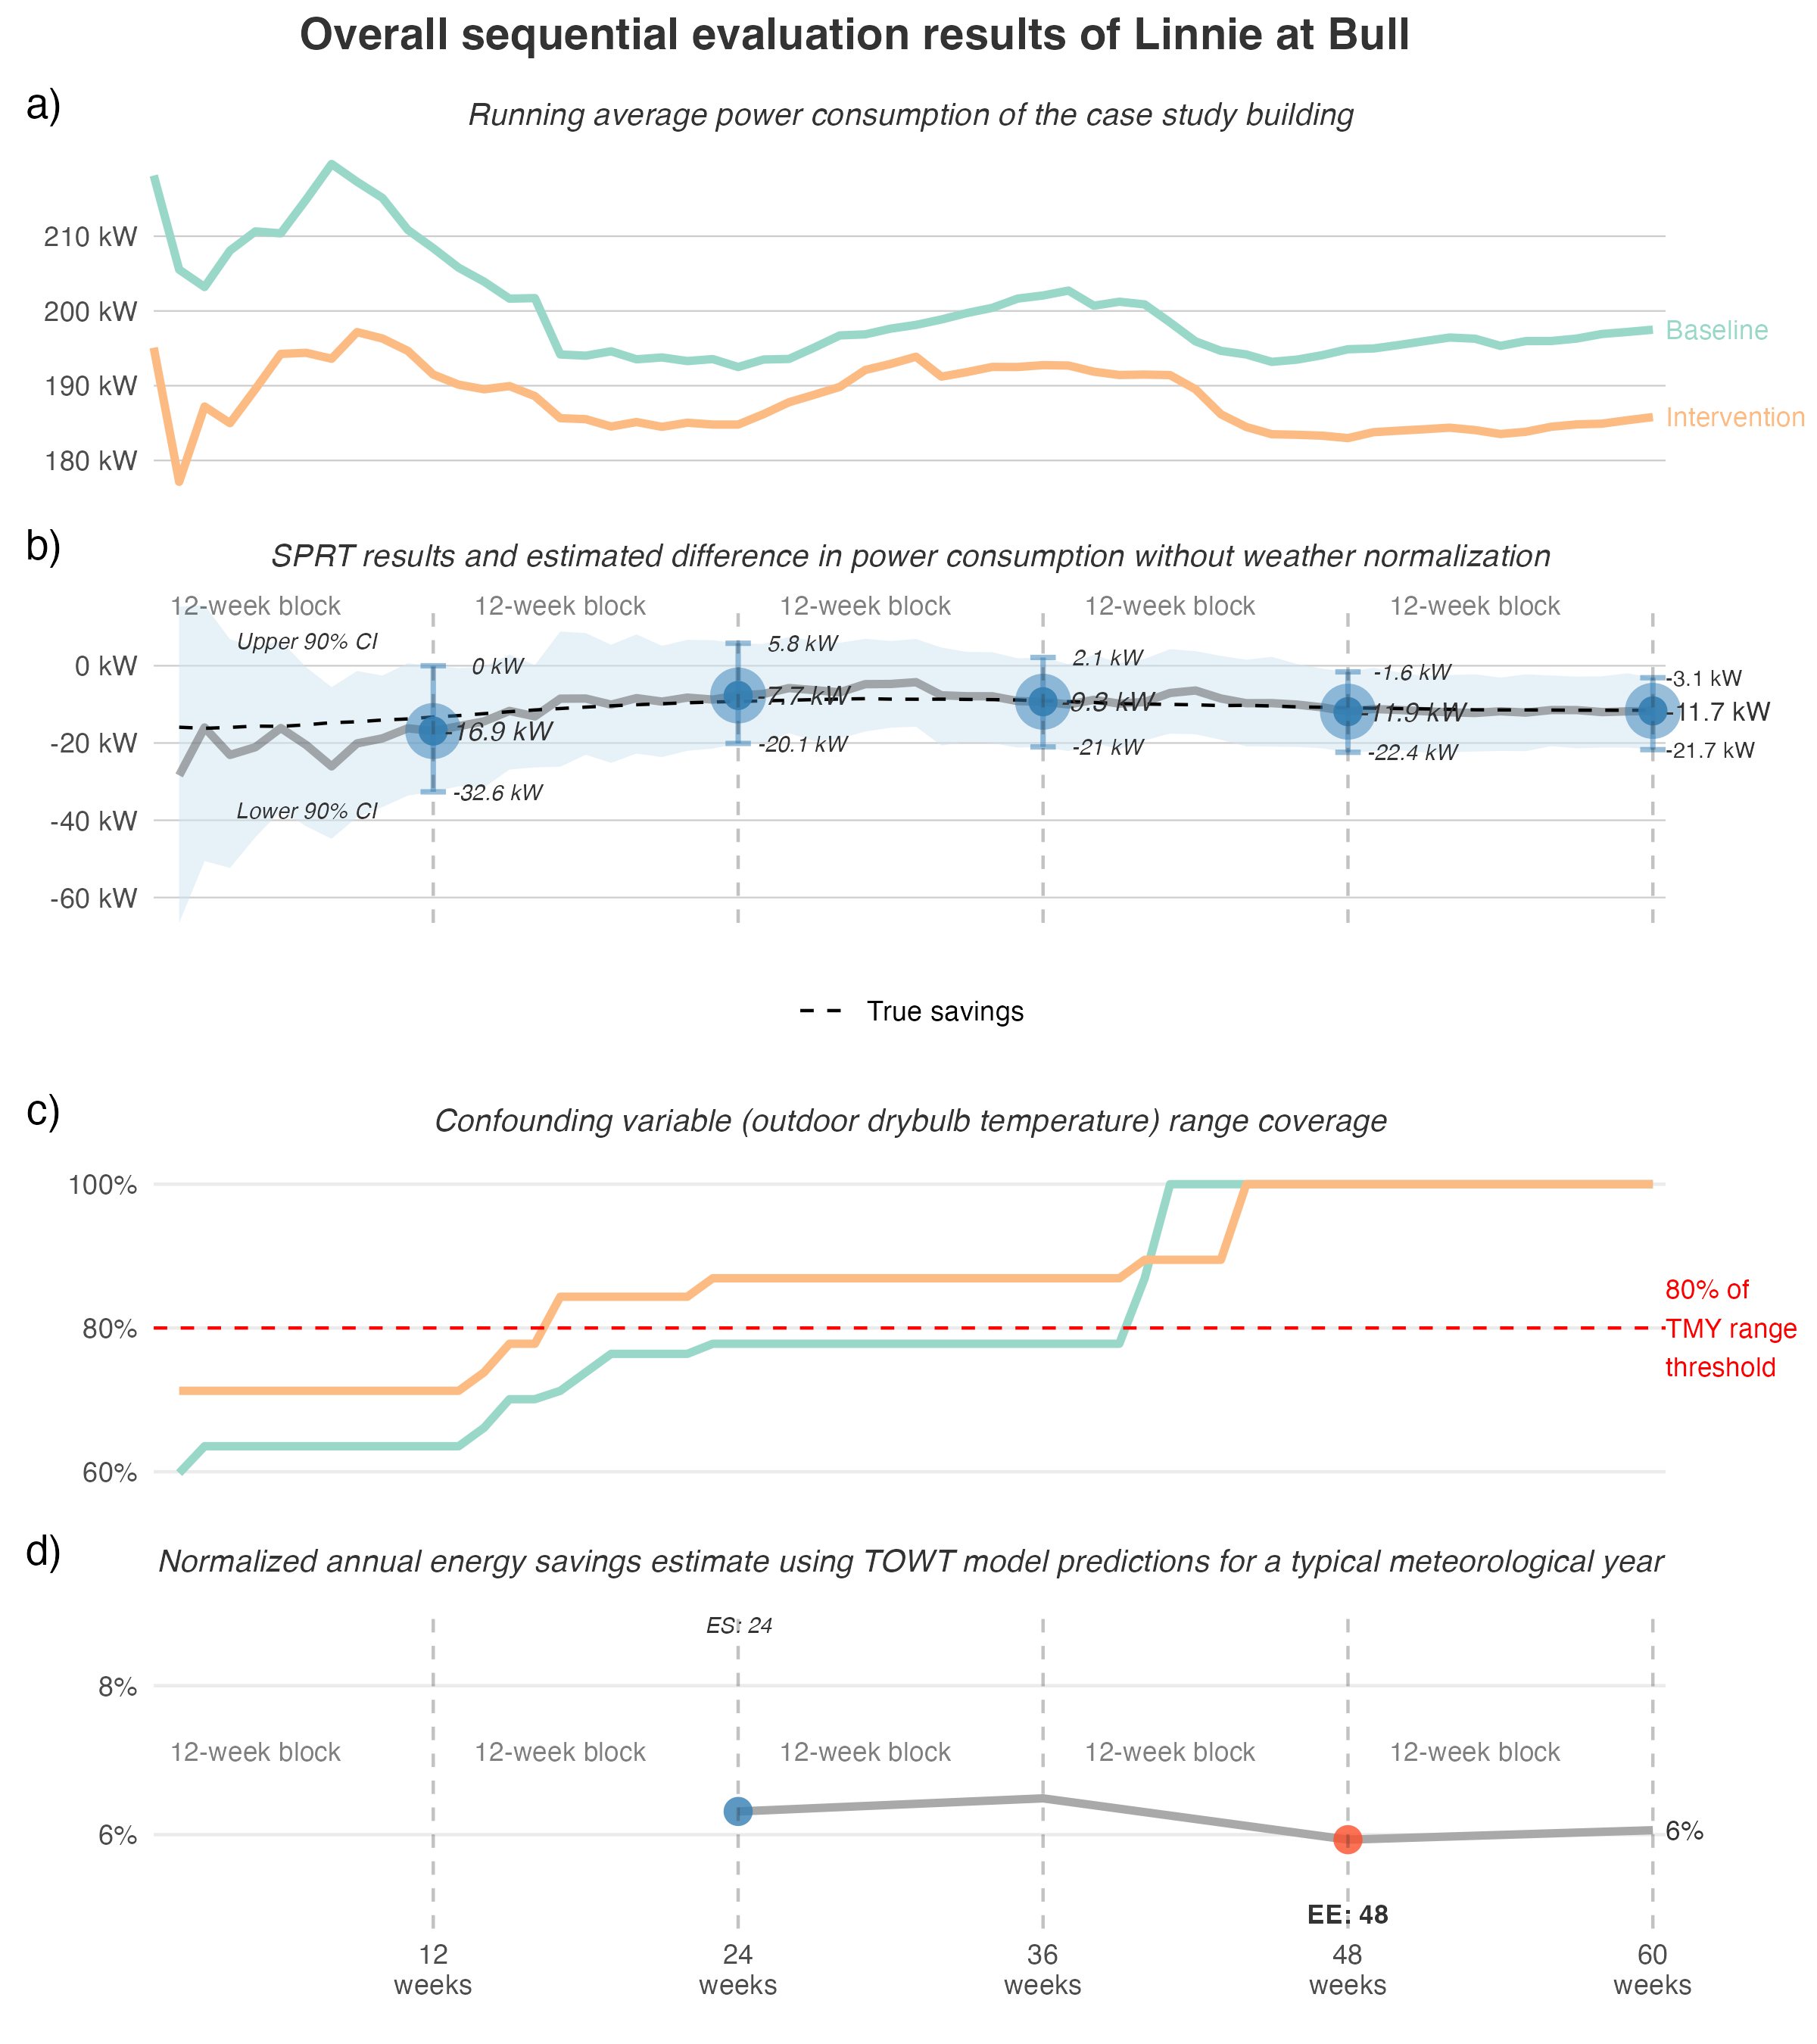 Overall sequential evaluation results of Linnie at Bull
a)
Running average power consumption of the case study building
210 kW
200 kW
190 kW
180 kW
Baseline
Intervention
b)
SPRT results and estimated difference in power consumption without weather normalization
12-week block
12-week block
12-week block
12-week block
12-week block
Upper 90% CI
Lower 90% CI
0 kW
-20 kW
-40 kW
-60 kW
0 kW
-16.9 kW
-32.6 kW
5.8 kW
-7.7 kW
-20.1 kW
2.1 kW
-9.3 kW
-21 kW
-1.6 kW
-11.9 kW
-22.4 kW
-3.1 kW
-11.7 kW
-21.7 kW
True savings
c)
Confounding variable (outdoor drybulb temperature) range coverage
100%
80%
60%
80% of
TMY range
threshold
d)
Normalized annual energy savings estimate using TOWT model predictions for a typical meteorological year
ES: 24
8%
6%
12-week block
12-week block
12-week block
12-week block
12-week block
6%
EE: 48
12
weeks
24
weeks
36
weeks
48
weeks
60
weeks